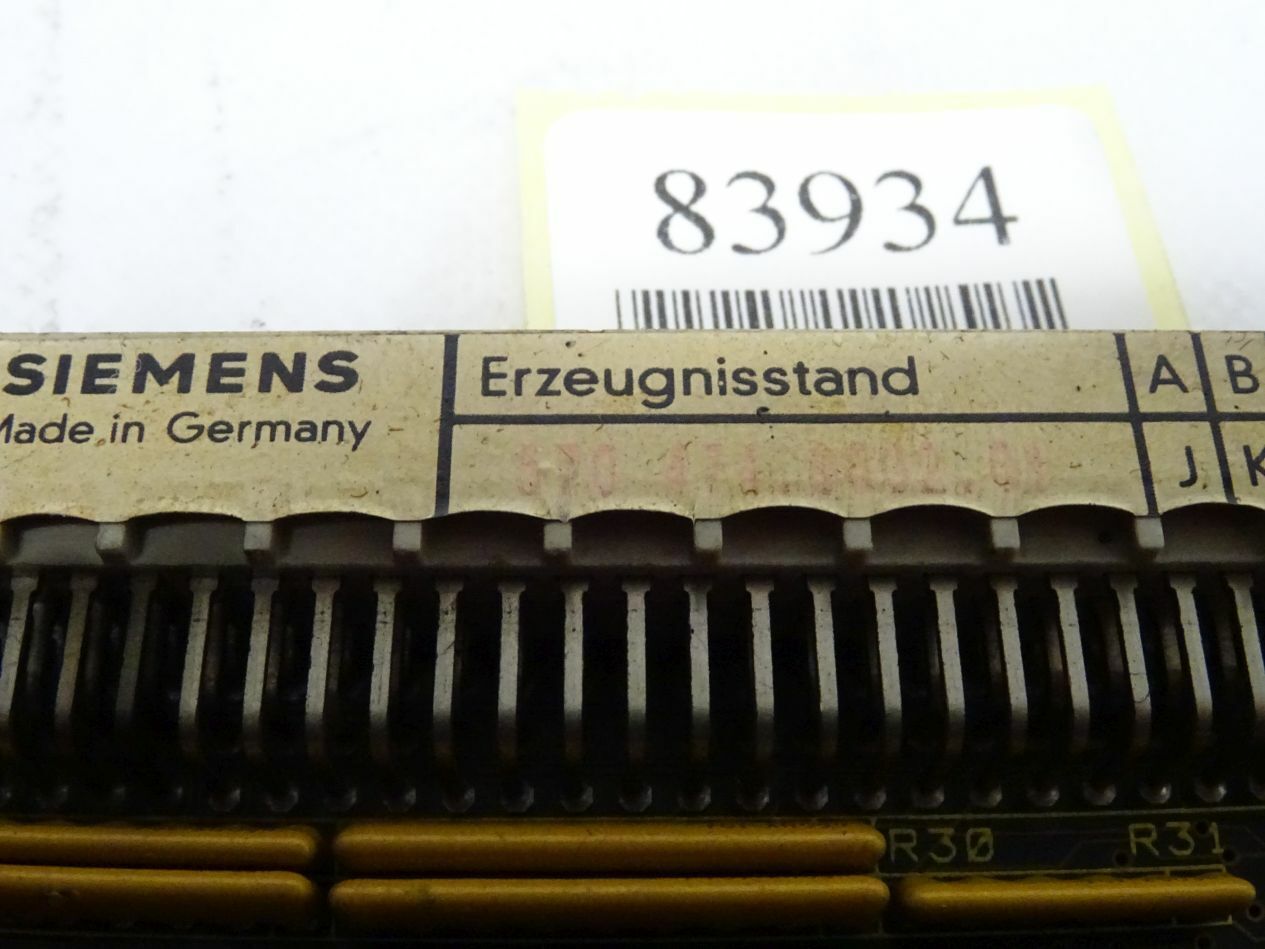 83934
SIEMENS
Made in Germany
Erzeugnisstand
A
B
J
K
R30
R31